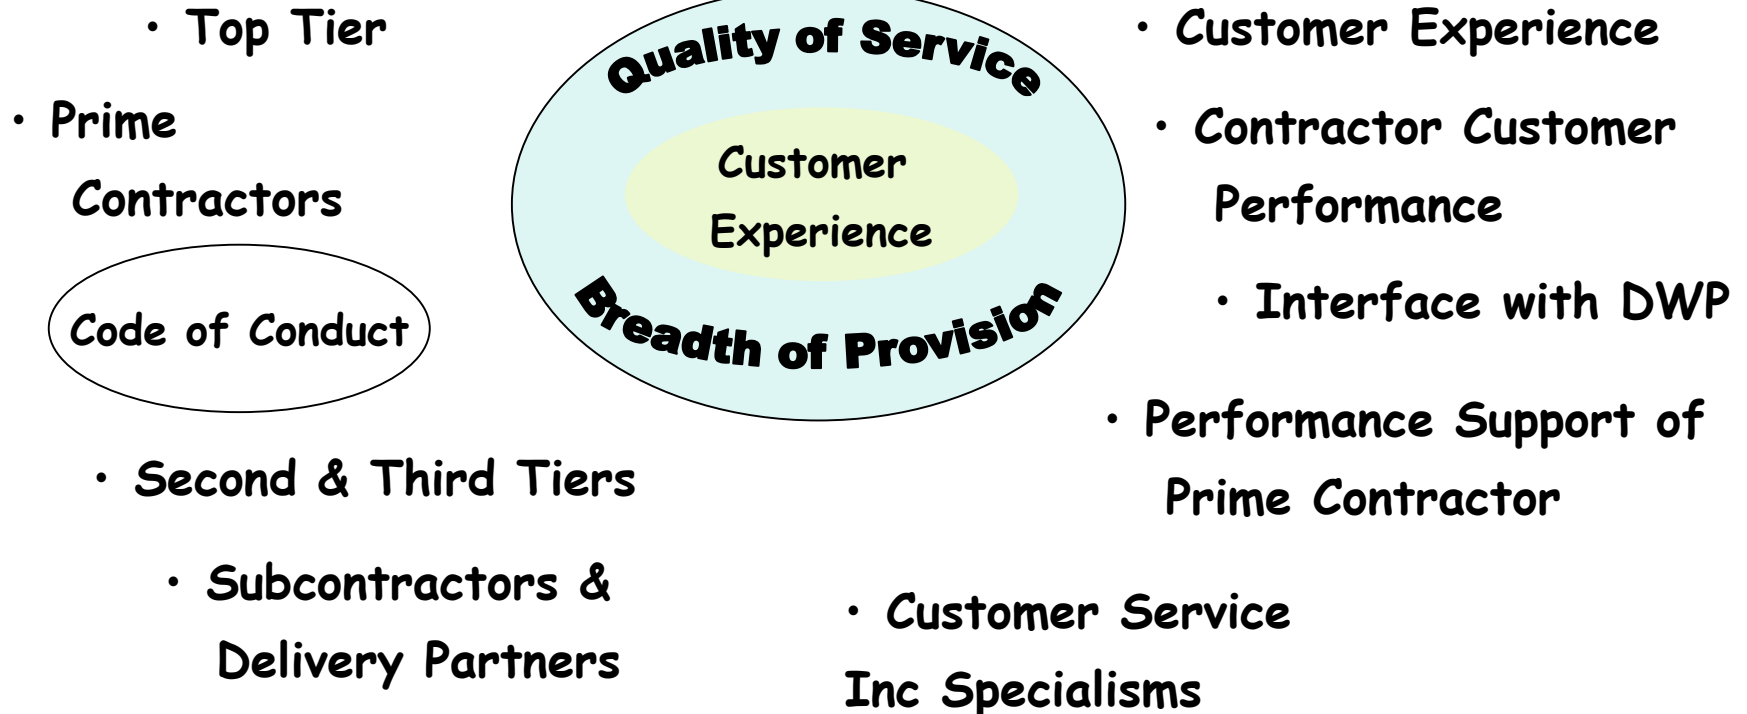 • Top Tier
• Prime
Contractors
Code of Conduct
• Second & Third Tiers
• Subcontractors &
Delivery Partners
Quality of Service
Customer
Experience
Breadth of Provision
• Customer Experience
• Contractor Customer
Performance
• Interface with DWP
• Performance Support of
Prime Contractor
• Customer Service
Inc Specialisms